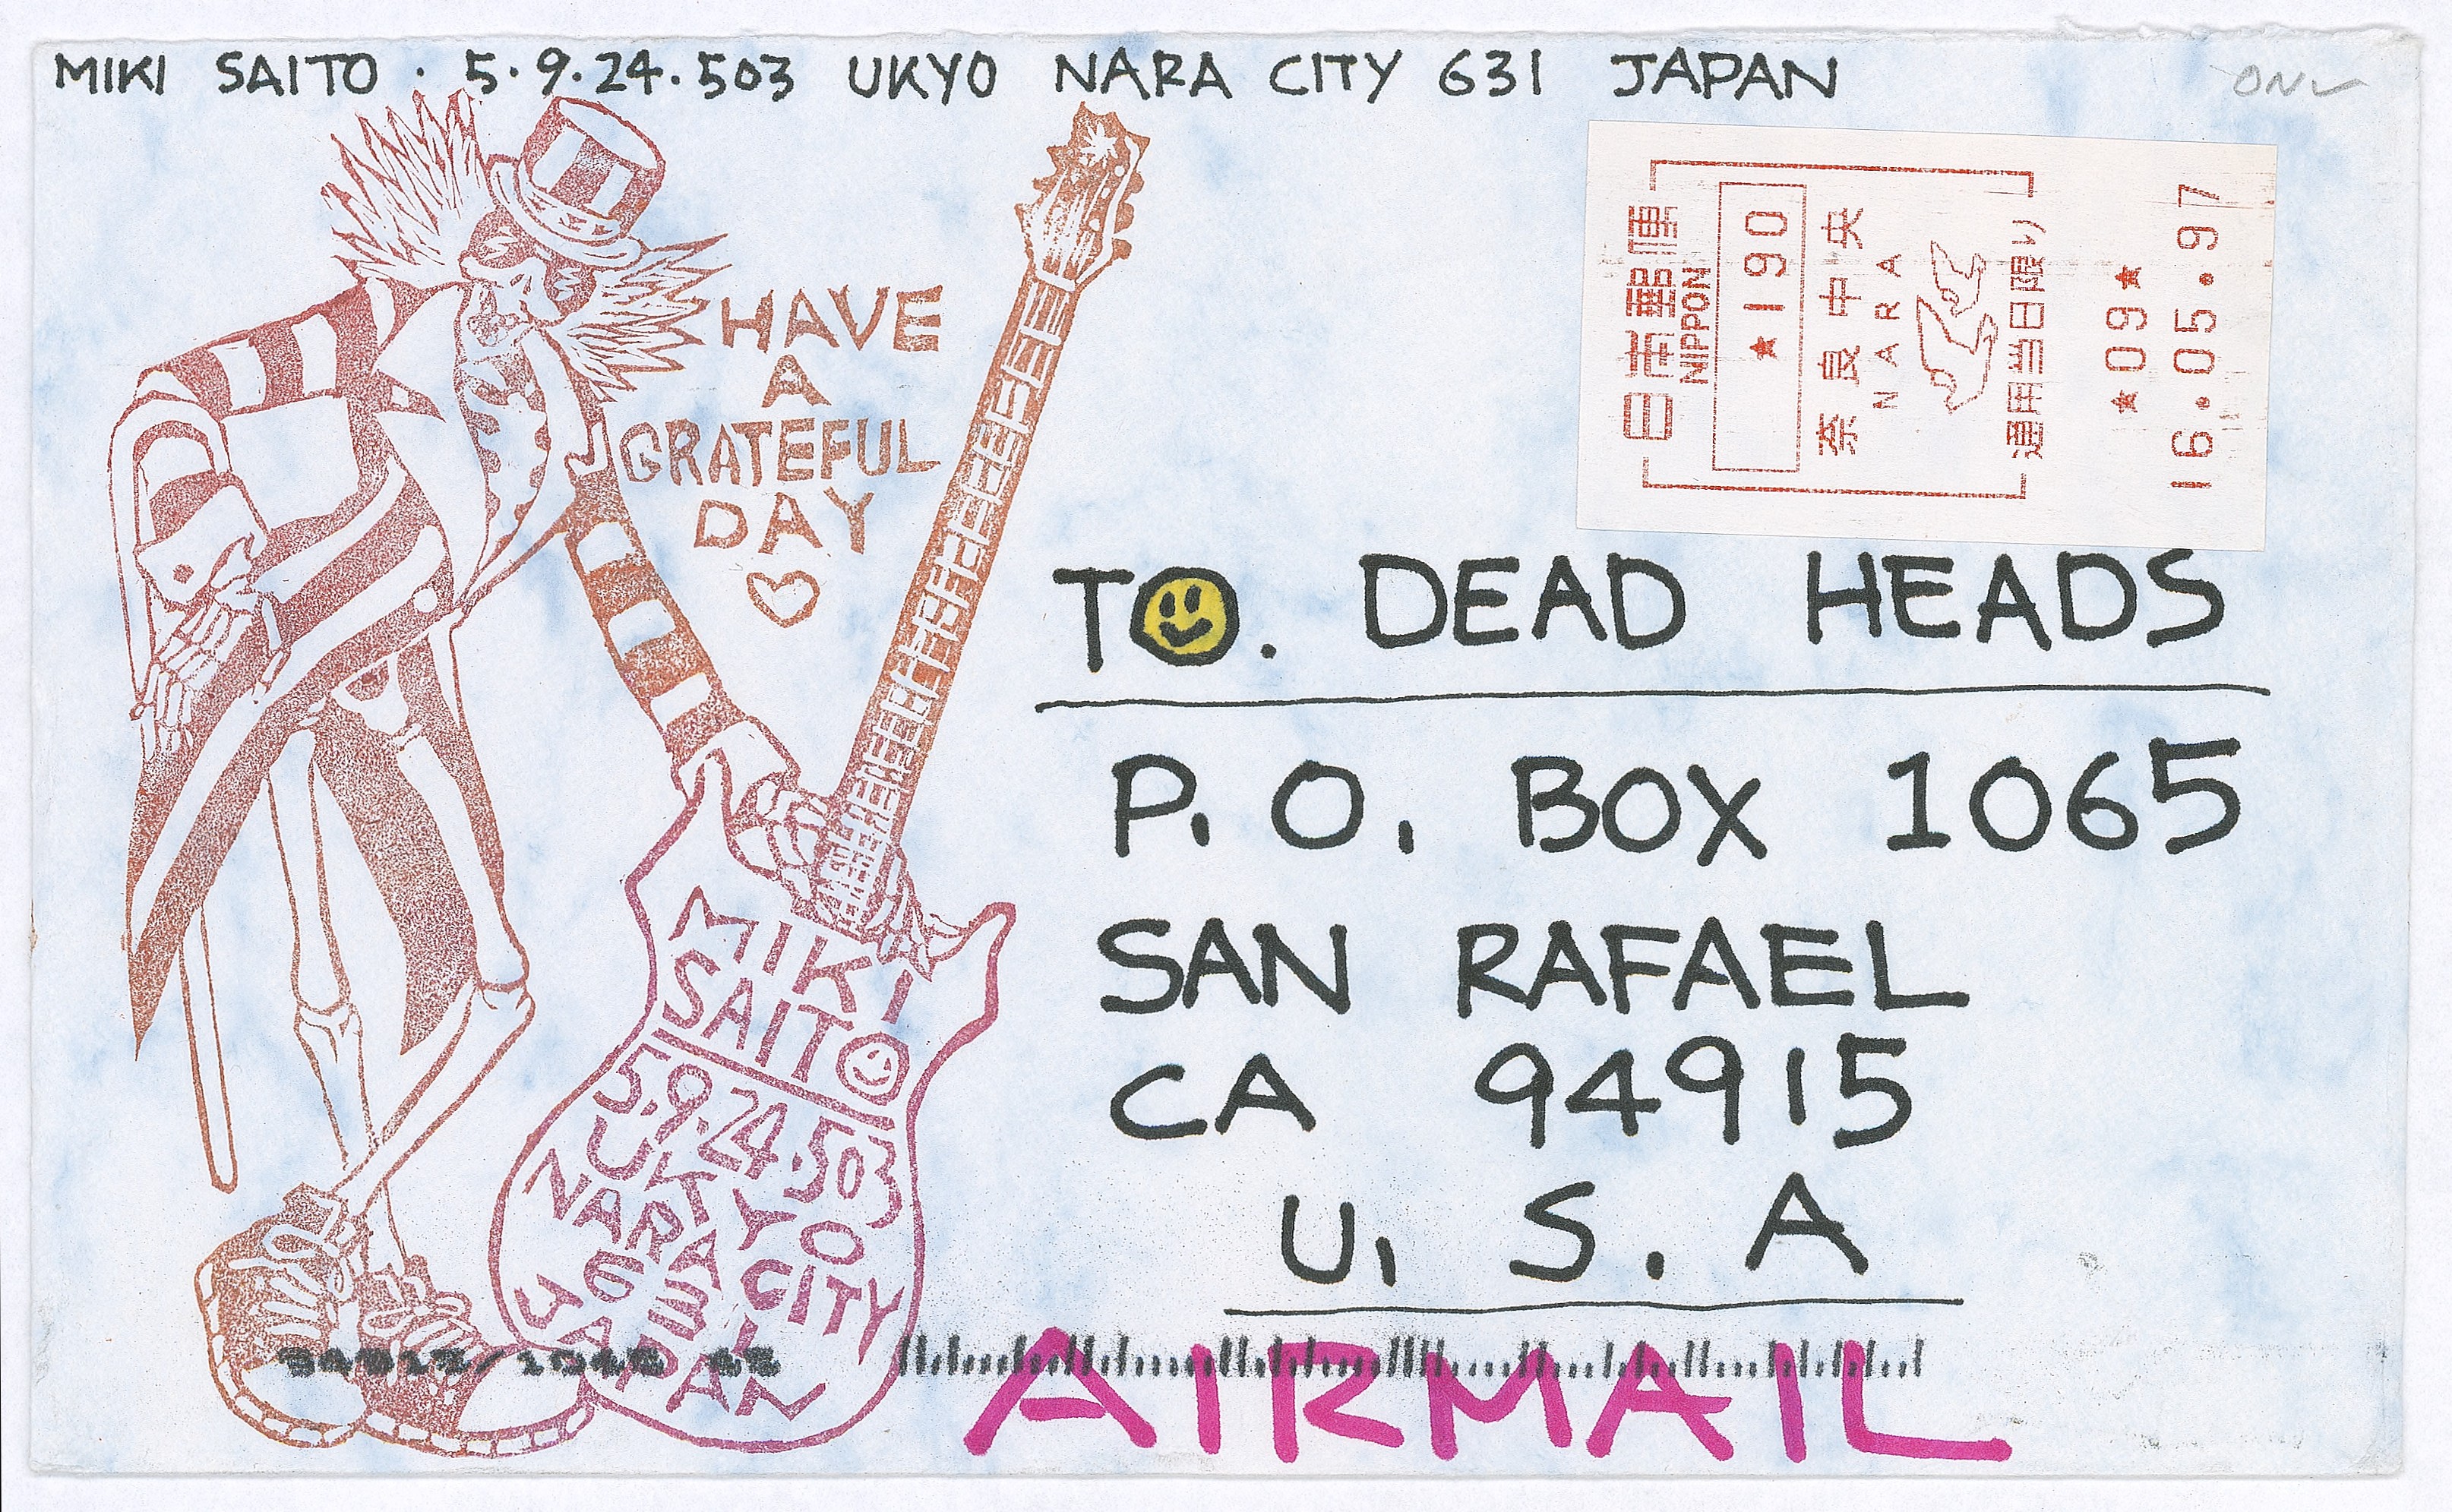 MIKI SAITO · 5·9·24·503 UKYO NARA CITY 631 JAPAN
ONL
HAVE
A
GRATEFUL
DAY
日本郵便
NIPPON
★190
奈良中央
NARA
適用当日限り
★09★
16.05.97
TO. DEAD HEADS
P.O. BOX 1065
SAN RAFAEL
CA 94915
U.S.A
AIRMAIL
MIKI
SAITO
5.9.24.503
UKYO
NARA CITY
631
JAPAN